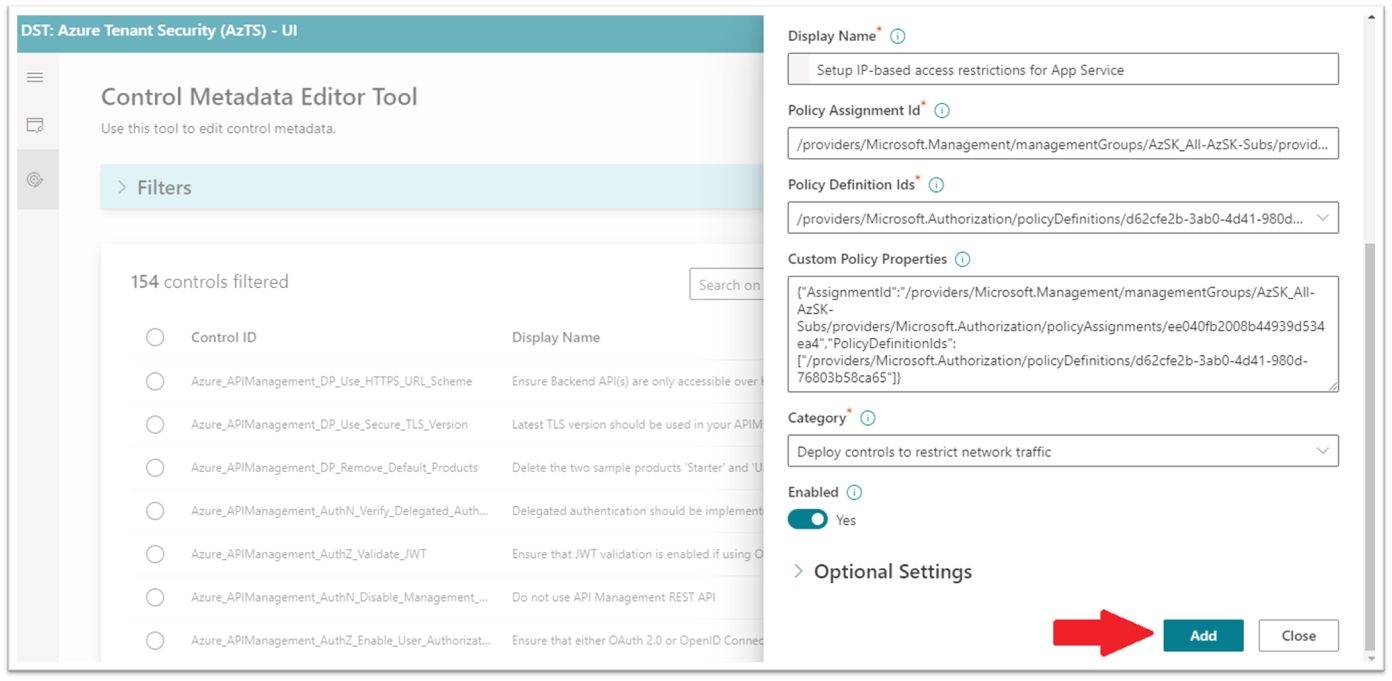 DST: Azure Tenant Security (AzTS) - UI
Control Metadata Editor Tool
Use this tool to edit control metadata.
Filters
154 controls filtered
Search on
Control ID
Display Name
Azure_APIManagement_DP_Use_HTTPS_URL_Scheme
Ensure Backend API(s) are only accessible over
Azure_APIManagement_DP_Use_Secure_TLS_Version
Latest TLS version should be used in your APIM
Azure_APIManagement_DP_Remove_Default_Products
Delete the two sample products 'Starter' and 'U
Azure_APIManagement_AuthN_Verify_Delegated_Auth...
Delegated authentication should be implement
Azure_APIManagement_AuthZ_Validate_JWT
Ensure that JWT validation is enabled if using O
Azure_APIManagement_AuthN_Disable_Management_...
Do not use API Management REST API
Azure_APIManagement_AuthZ_Enable_User_Authorizat...
Ensure that either OAuth 2.0 or OpenID Connec
Display Name*
Setup IP-based access restrictions for App Service
Policy Assignment Id*
/providers/Microsoft.Management/managementGroups/AzSK_All-AzSK-Subs/provid...
Policy Definition Ids*
/providers/Microsoft.Authorization/policyDefinitions/d62cfe2b-3ab0-4d41-980d...
Custom Policy Properties
{"AssignmentId":"/providers/Microsoft.Management/managementGroups/AzSK_All-
AzSK-
Subs/providers/Microsoft.Authorization/policyAssignments/ee040fb2008b44939d534
ea4","PolicyDefinitionIds":
["/providers/Microsoft.Authorization/policyDefinitions/d62cfe2b-3ab0-4d41-980d-
76803b58ca65"]}
Category*
Deploy controls to restrict network traffic
Enabled
Yes
Optional Settings
Add
Close